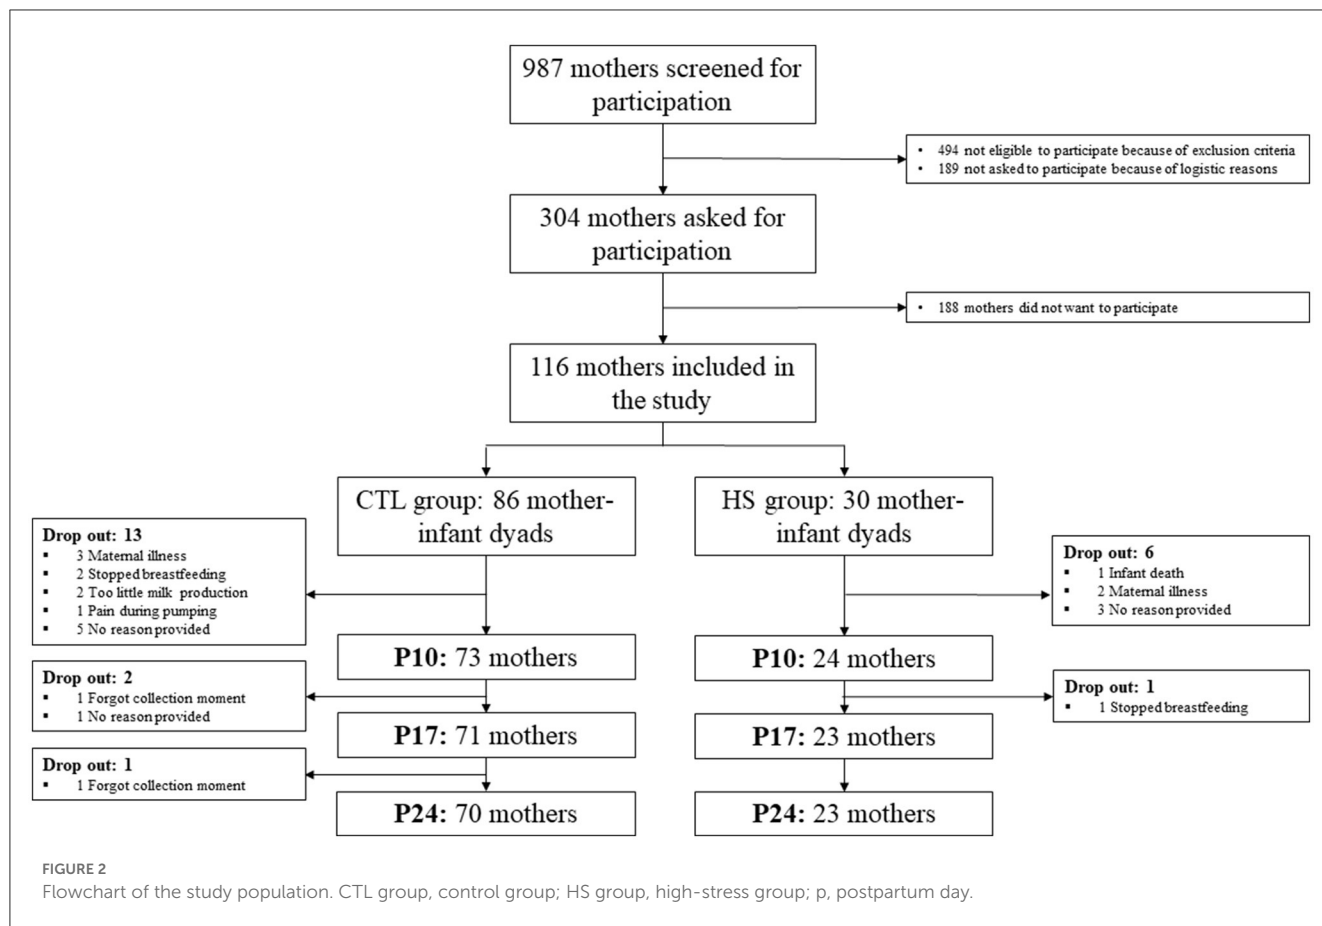 987 mothers screened for
participation
▪ 494 not eligible to participate because of exclusion criteria
▪ 189 not asked to participate because of logistic reasons
304 mothers asked for
participation
▪ 188 mothers did not want to participate
116 mothers included in
the study
CTL group: 86 mother-
infant dyads
HS group: 30 mother-
infant dyads
Drop out: 13
▪ 3 Maternal illness
▪ 2 Stopped breastfeeding
▪ 2 Too little milk production
▪ 1 Pain during pumping
▪ 5 No reason provided
Drop out: 6
▪ 1 Infant death
▪ 2 Maternal illness
▪ 3 No reason provided
P10: 73 mothers
P10: 24 mothers
Drop out: 2
▪ 1 Forgot collection moment
▪ 1 No reason provided
Drop out: 1
▪ 1 Stopped breastfeeding
P17: 71 mothers
P17: 23 mothers
Drop out: 1
▪ 1 Forgot collection moment
P24: 70 mothers
P24: 23 mothers
FIGURE 2
Flowchart of the study population. CTL group, control group; HS group, high-stress group; p, postpartum day.